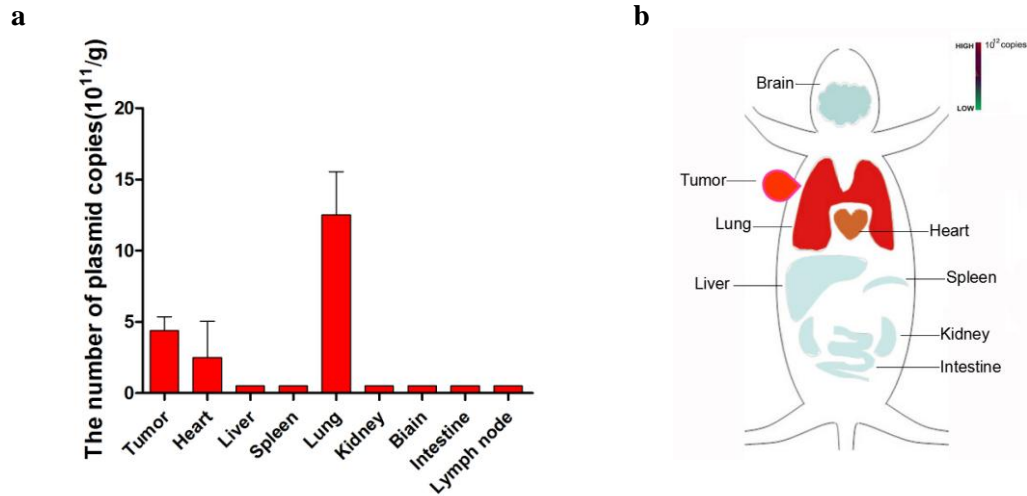 a
The number of plasmid copies(10¹¹/g)
20
15
10
5
0
Tumor
Heart
Liver
Spleen
Lung
Kidney
Biain
Intestine
Lymph node
b
HIGH
10¹² copies
LOW
Brain
Tumor
Lung
Heart
Liver
Spleen
Kidney
Intestine